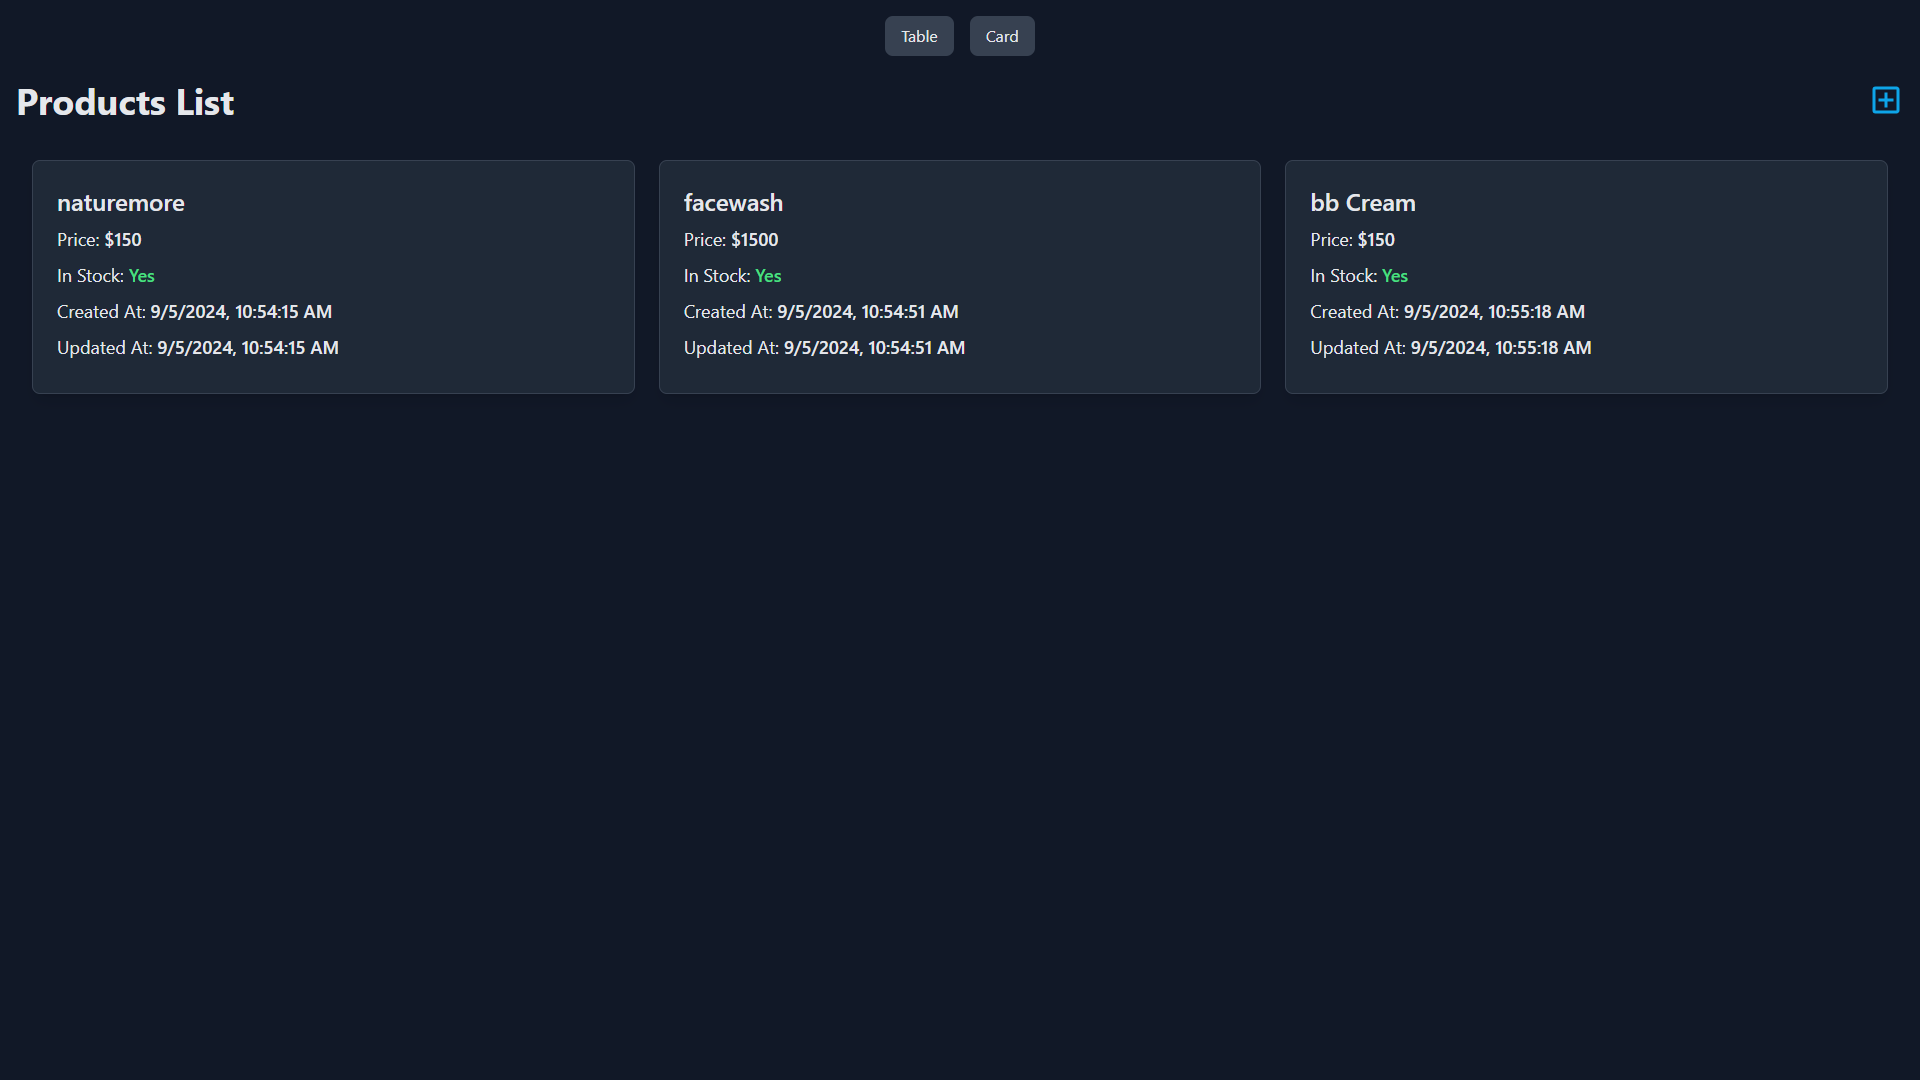 Table
Card
Products List
naturemore
Price: $150
In Stock: Yes
Created At: 9/5/2024, 10:54:15 AM
Updated At: 9/5/2024, 10:54:15 AM
facewash
Price: $1500
In Stock: Yes
Created At: 9/5/2024, 10:54:51 AM
Updated At: 9/5/2024, 10:54:51 AM
bb Cream
Price: $150
In Stock: Yes
Created At: 9/5/2024, 10:55:18 AM
Updated At: 9/5/2024, 10:55:18 AM